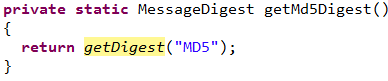 private static MessageDigest getMd5Digest()
{
  return getDigest("MD5");
}